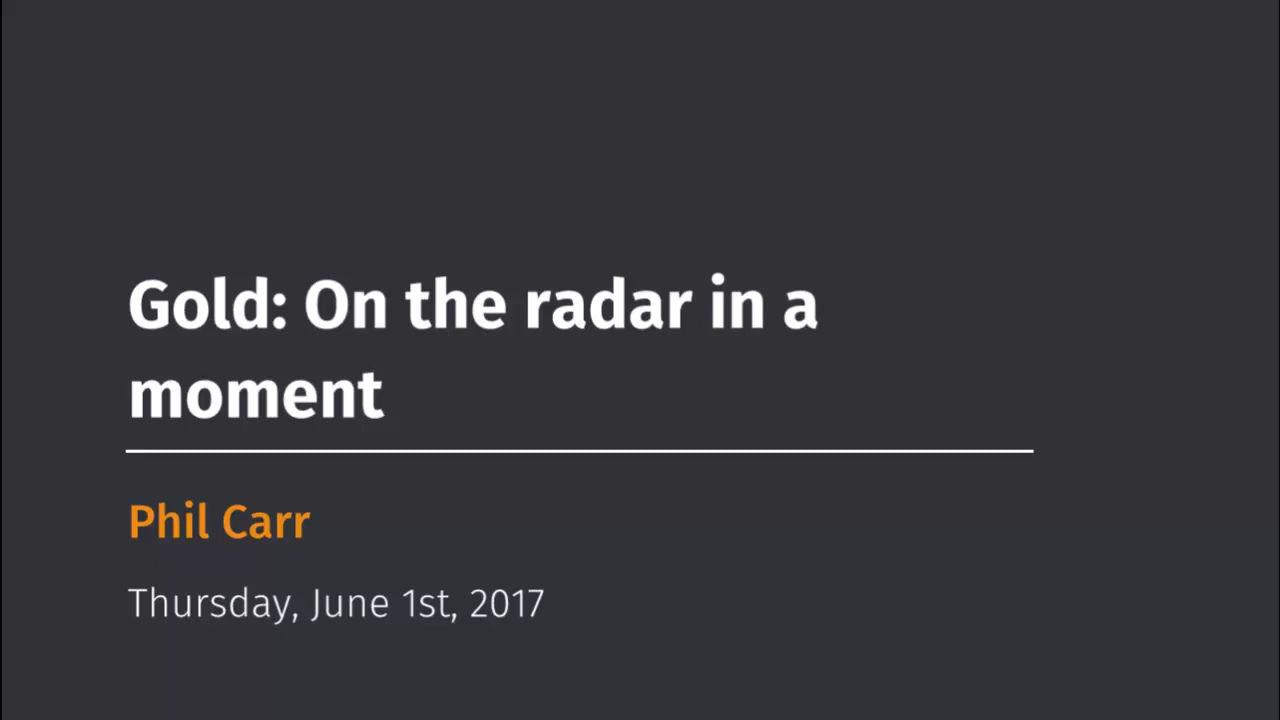 Gold: On the radar in a
moment
Phil Carr
Thursday, June 1st, 2017